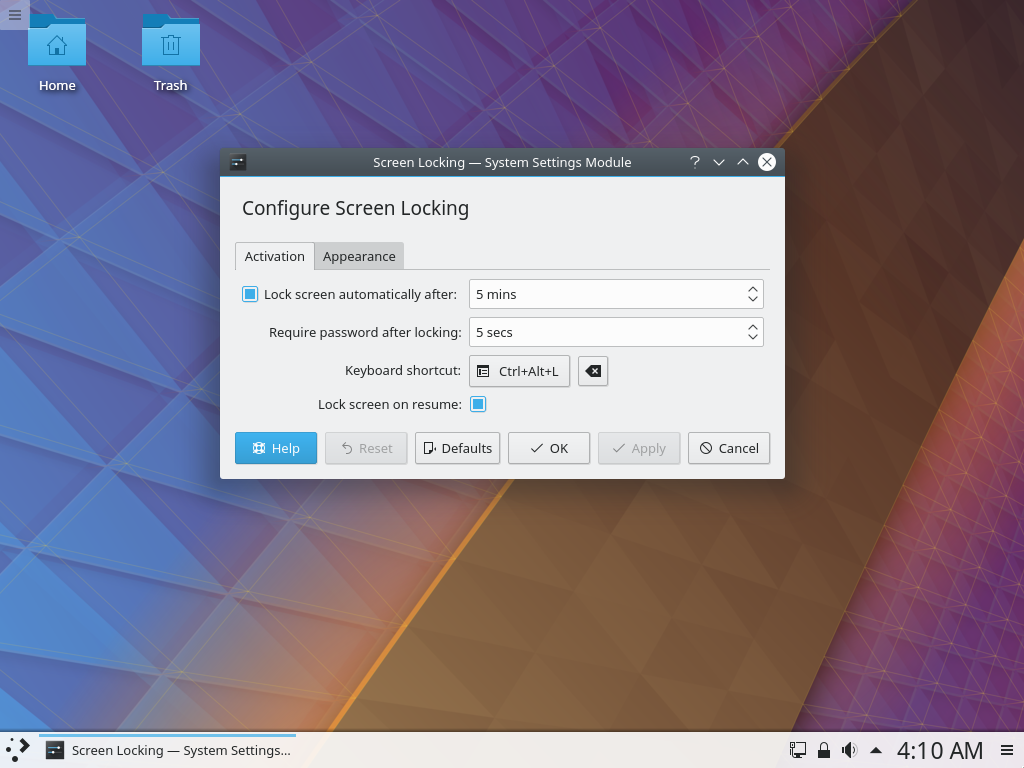 Home
Trash
Screen Locking — System Settings Module
Configure Screen Locking
Activation
Appearance
Lock screen automatically after:
5 mins
Require password after locking:
5 secs
Keyboard shortcut:
Ctrl+Alt+L
Lock screen on resume:
Help
Reset
Defaults
OK
Apply
Cancel
Screen Locking — System Settings...
4:10 AM